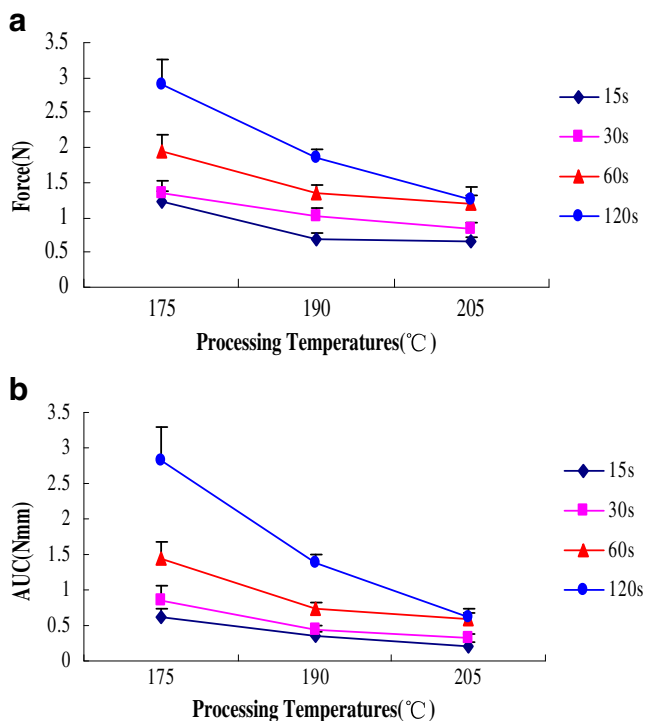 a
3.5
3
2.5
2
1.5
1
0.5
0
Force(N)
175 190 205
Processing Temperatures(℃)
15s
30s
60s
120s
b
3.5
3
2.5
2
1.5
1
0.5
0
AUC(Nmm)
175 190 205
Processing Temperatures(℃)
15s
30s
60s
120s